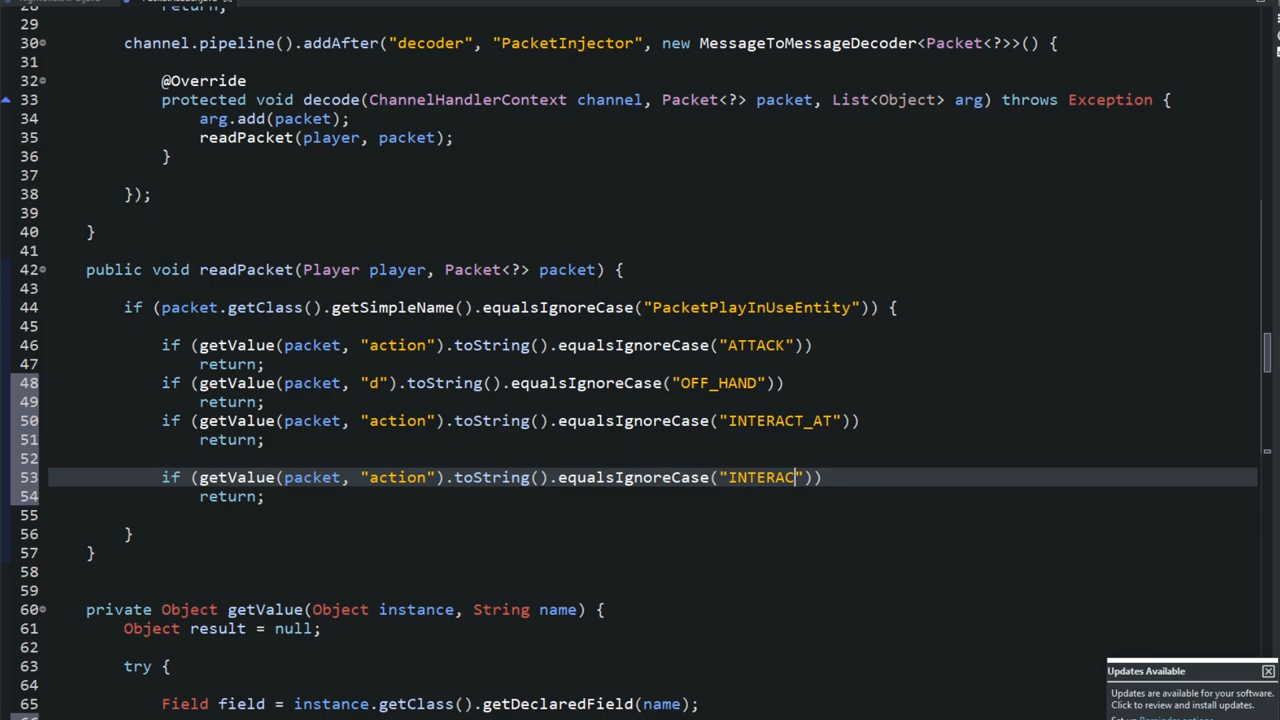 28 return;
29
30 channel.pipeline().addAfter("decoder", "PacketInjector", new MessageToMessageDecoder<Packet<?>>() {
31
32 @Override
33 protected void decode(ChannelHandlerContext channel, Packet<?> packet, List<Object> arg) throws Exception {
34 arg.add(packet);
35 readPacket(player, packet);
36 }
37
38 });
39
40 }
41
42 public void readPacket(Player player, Packet<?> packet) {
43
44 if (packet.getClass().getSimpleName().equalsIgnoreCase("PacketPlayInUseEntity")) {
45
46 if (getValue(packet, "action").toString().equalsIgnoreCase("ATTACK"))
47 return;
48 if (getValue(packet, "d").toString().equalsIgnoreCase("OFF_HAND"))
49 return;
50 if (getValue(packet, "action").toString().equalsIgnoreCase("INTERACT_AT"))
51 return;
52
53 if (getValue(packet, "action").toString().equalsIgnoreCase("INTERAC"))
54 return;
55
56 }
57 }
58
59
60 private Object getValue(Object instance, String name) {
61 Object result = null;
62
63 try {
64
65 Field field = instance.getClass().getDeclaredField(name);
Updates Available
Updates are available for your software.
Click to review and install updates.